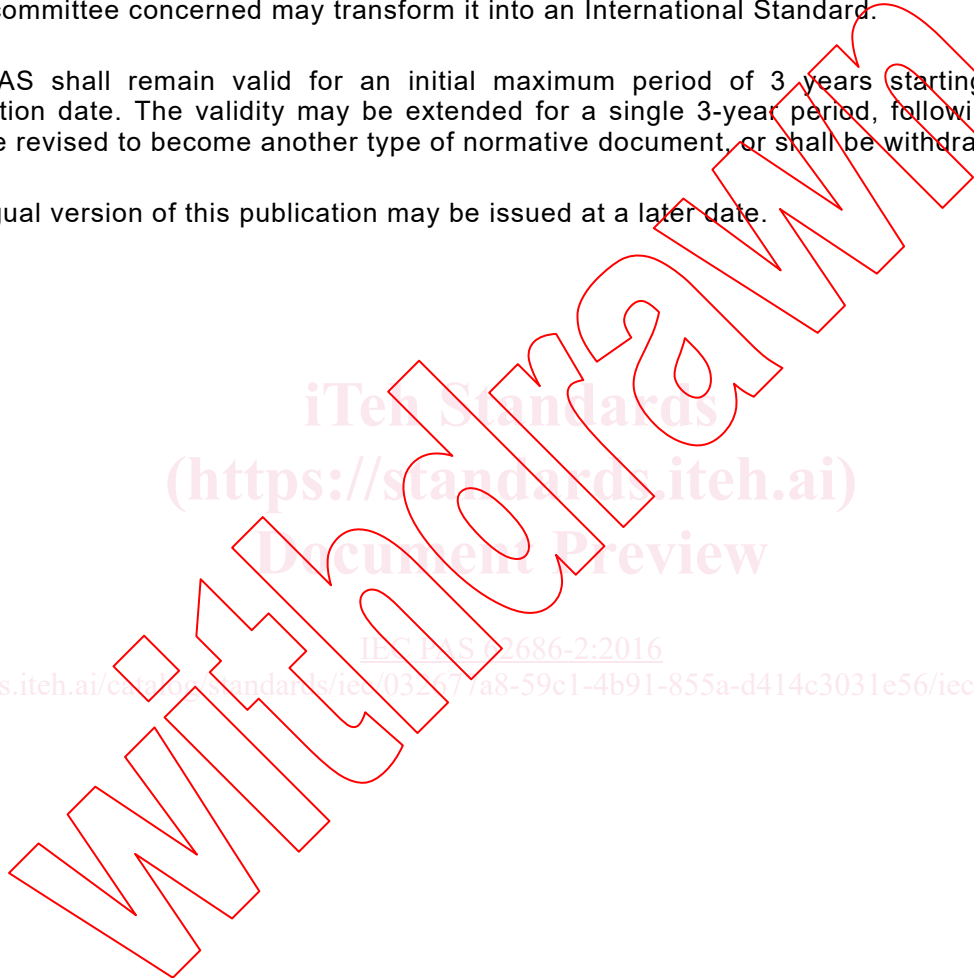 committee concerned may transform it into an International Standard.
AS shall remain valid for an initial maximum period of 3 years starting
tion date. The validity may be extended for a single 3-year period, followi
e revised to become another type of normative document, or shall be withdra
gual version of this publication may be issued at a later date.
withdrawn
iTeh Standards
(https://standards.iteh.ai)
Document Preview
IEC PAS 62686-2:2016
s.iteh.ai/catalog/standards/iec/032677a8-59c1-4b91-855a-d414c3031e56/iec